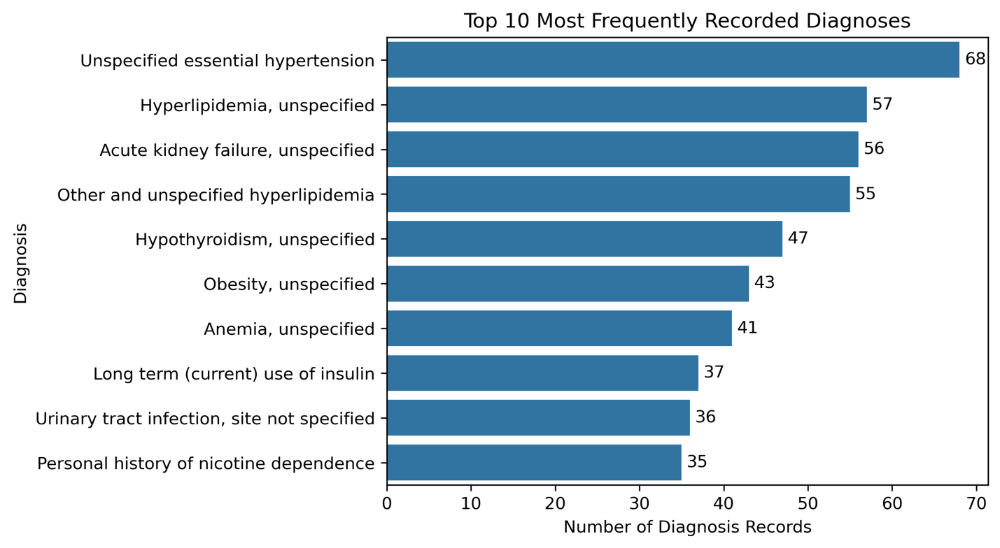 Top 10 Most Frequently Recorded Diagnoses
Diagnosis
Unspecified essential hypertension 68
Hyperlipidemia, unspecified 57
Acute kidney failure, unspecified 56
Other and unspecified hyperlipidemia 55
Hypothyroidism, unspecified 47
Obesity, unspecified 43
Anemia, unspecified 41
Long term (current) use of insulin 37
Urinary tract infection, site not specified 36
Personal history of nicotine dependence 35
0 10 20 30 40 50 60 70
Number of Diagnosis Records